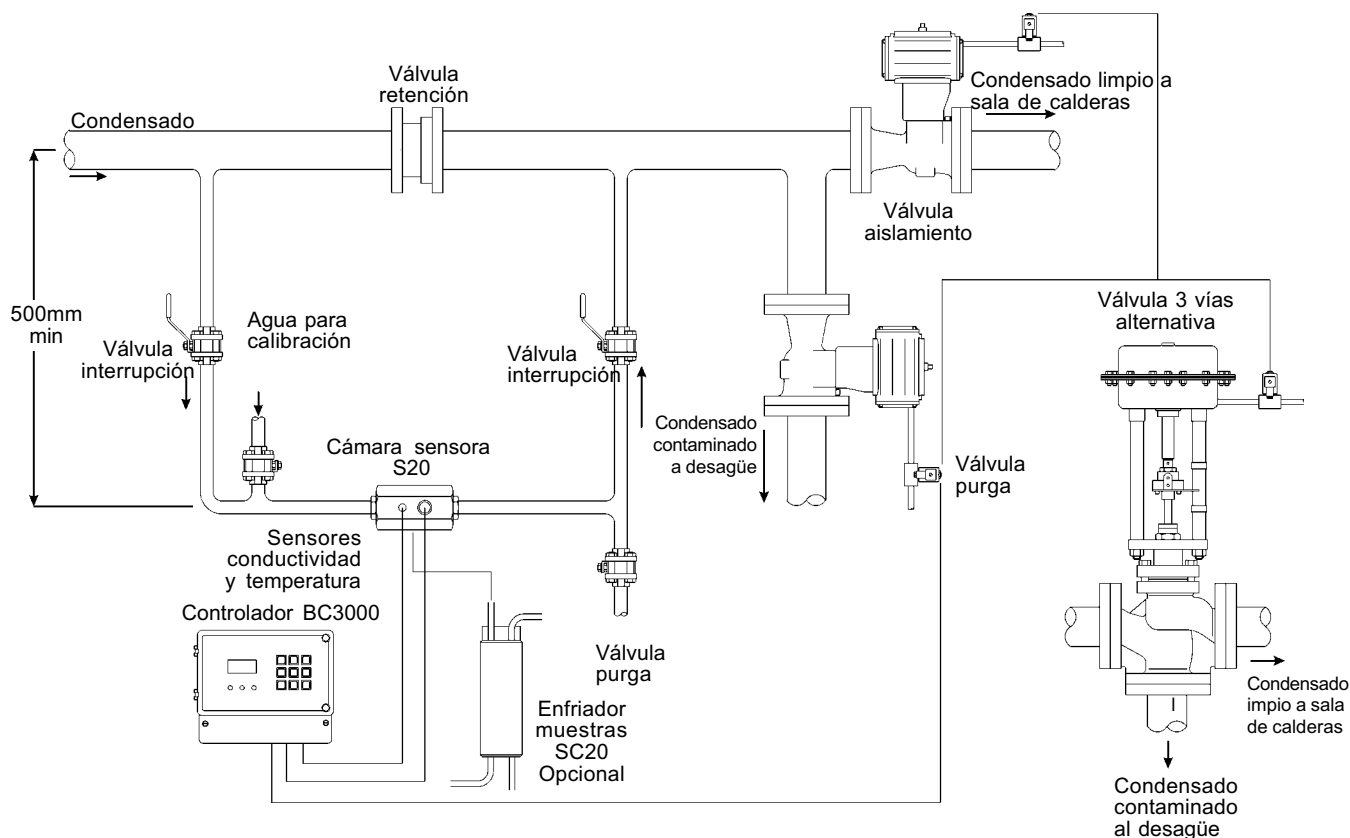 Válvula
retención
Condensado
Condensado limpio a
sala de calderas
Válvula
aislamiento
500mm
min
Válvula
interrupción
Agua para
calibración
Válvula
interrupción
Válvula 3 vías
alternativa
Condensado
contaminado
a desagüe
Cámara sensora
S20
Válvula
purga
Sensores
conductividad
y temperatura
Controlador BC3000
Válvula
purga
Enfriador
muestras
SC20
Opcional
Condensado
impio a sala
de calderas
Condensado
contaminado
al desagüe